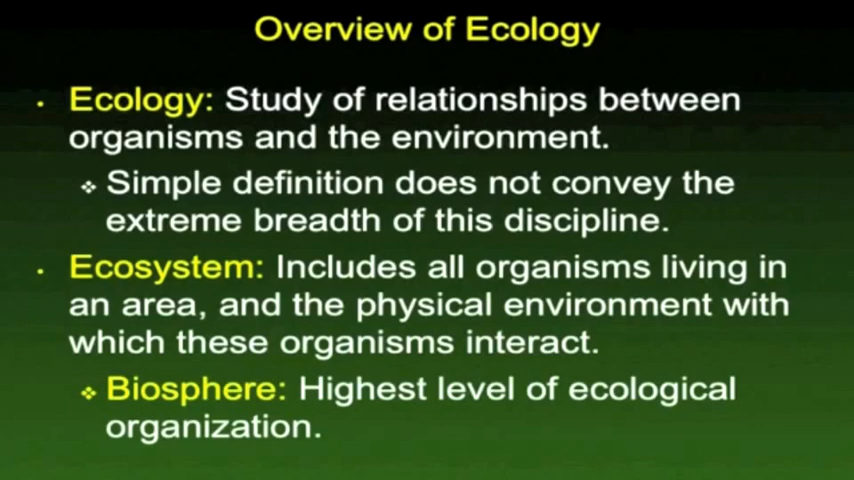 Overview of Ecology
• Ecology: Study of relationships between
organisms and the environment.
❖ Simple definition does not convey the
extreme breadth of this discipline.
• Ecosystem: Includes all organisms living in
an area, and the physical environment with
which these organisms interact.
❖ Biosphere: Highest level of ecological
organization.